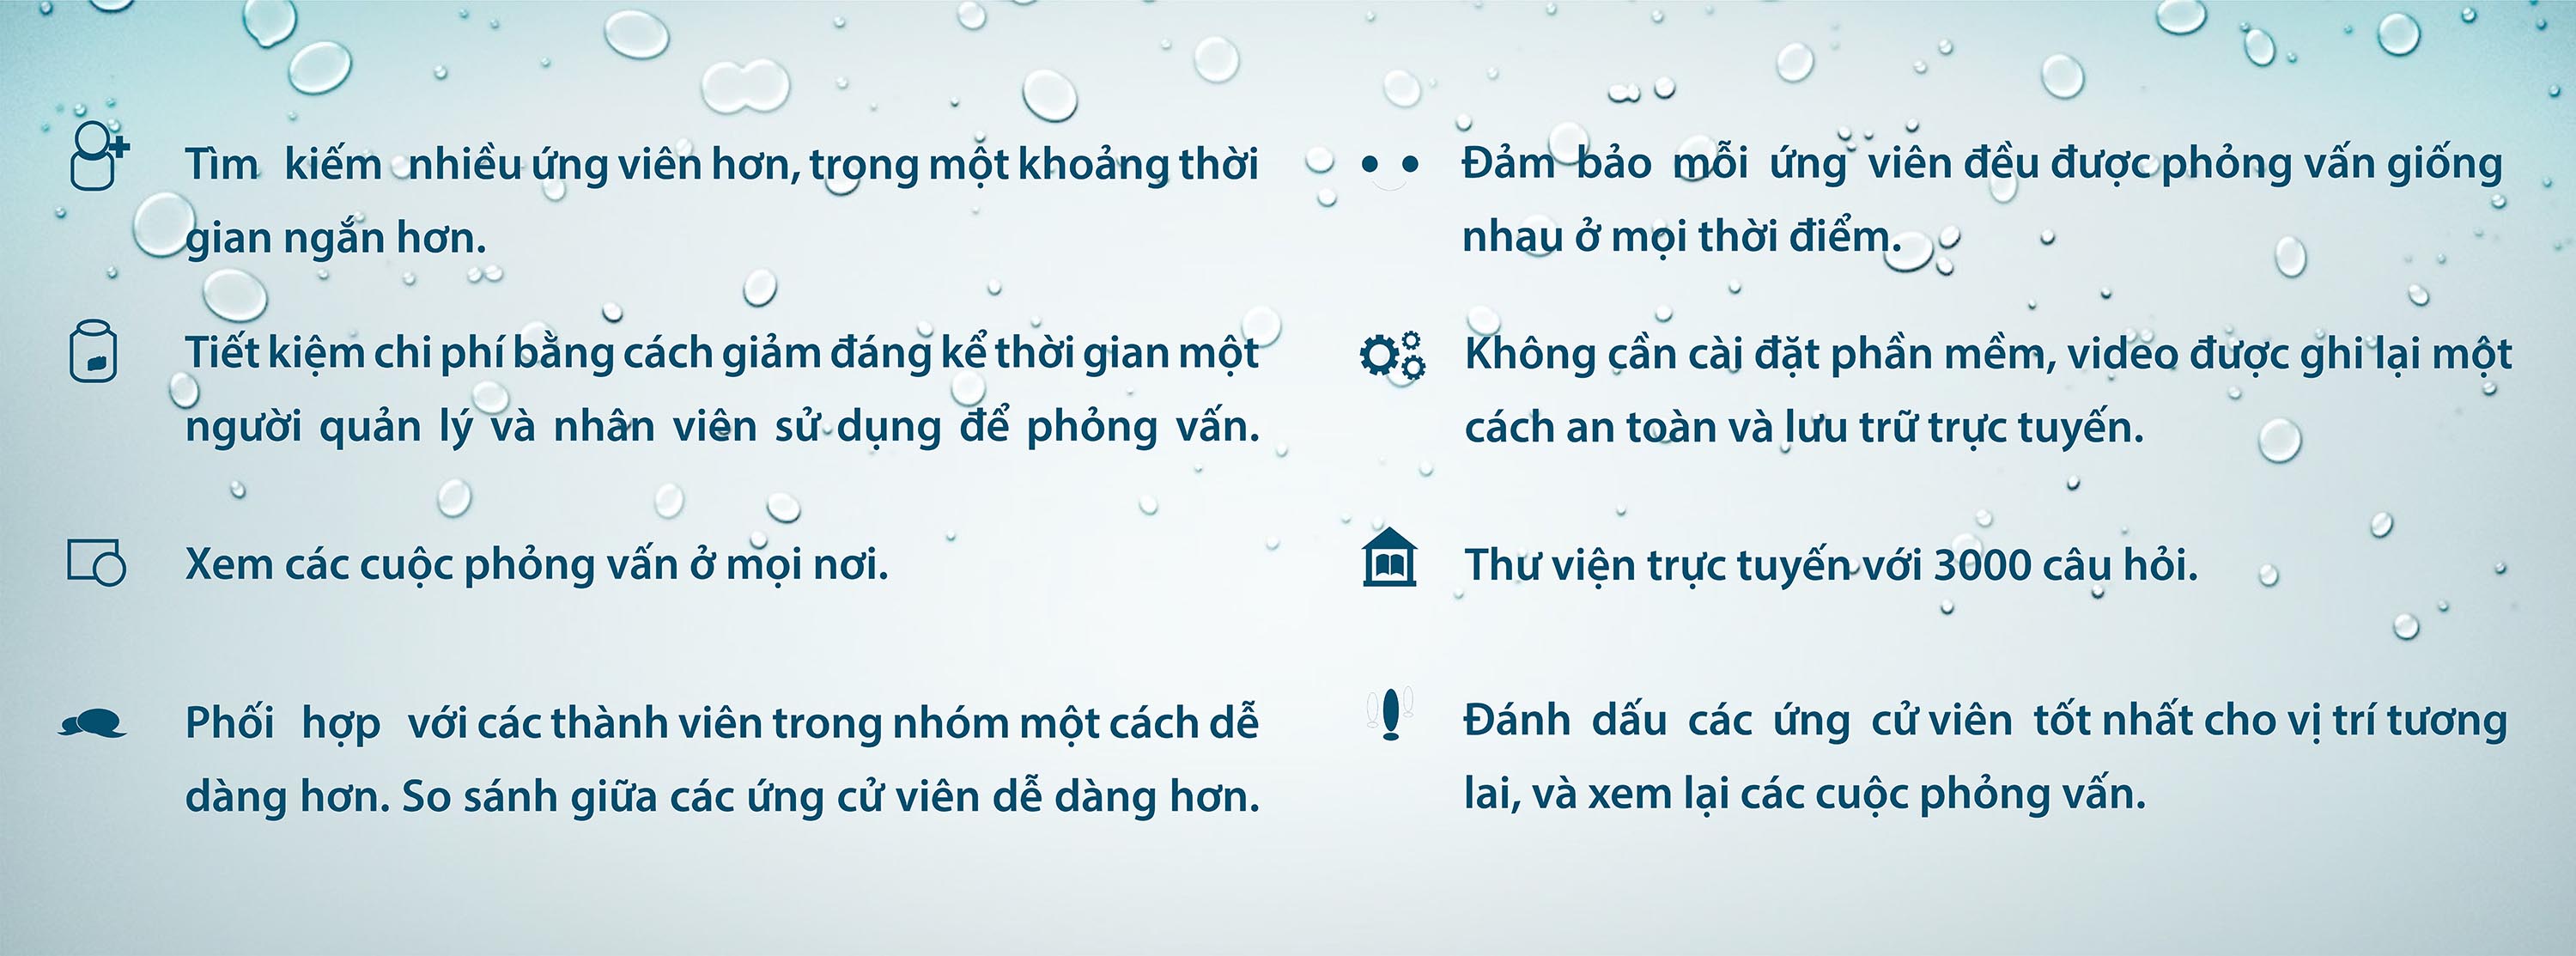 Tìm kiếm nhiều ứng viên hơn, trong một khoảng thời
gian ngắn hơn.
Tiết kiệm chi phí bằng cách giảm đáng kể thời gian một
người quản lý và nhân viên sử dụng để phỏng vấn.
Xem các cuộc phỏng vấn ở mọi nơi.
Phối hợp với các thành viên trong nhóm một cách dễ
dàng hơn. So sánh giữa các ứng cử viên dễ dàng hơn.
Đảm bảo mỗi ứng viên đều được phỏng vấn giống
nhau ở mọi thời điểm.
Không cần cài đặt phần mềm, video được ghi lại một
cách an toàn và lưu trữ trực tuyến.
Thư viện trực tuyến với 3000 câu hỏi.
Đánh dấu các ứng cử viên tốt nhất cho vị trí tương
lai, và xem lại các cuộc phỏng vấn.